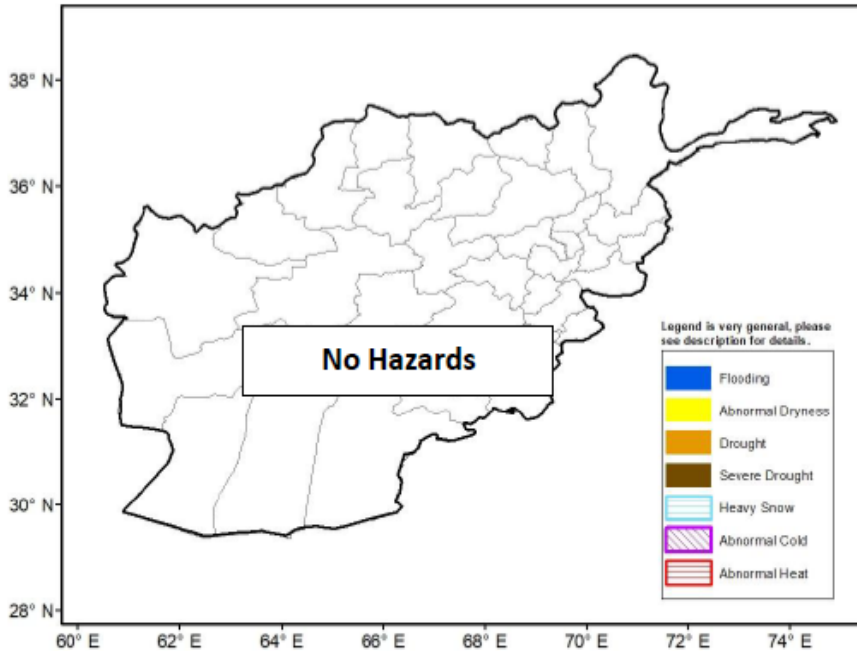 38° N
36° N
34° N
32° N
30° N
28° N
No Hazards
Legend is very general, please
see description for details.
Flooding
Abnormal Dryness
Drought
Severe Drought
Heavy Snow
Abnormal Cold
Abnormal Heat
60° E 62° E 64° E 66° E 68° E 70° E 72° E 74° E